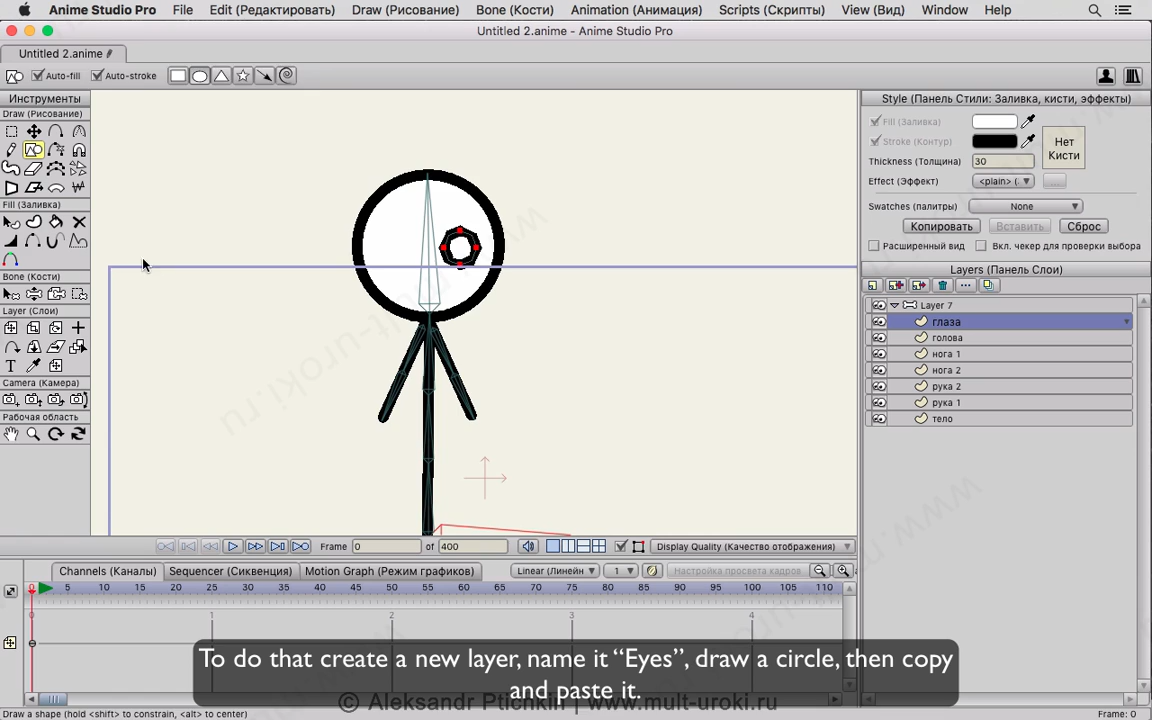 Anime Studio Pro File Edit (Редактировать) Draw (Рисование) Bone (Кости) Animation (Анимация) Scripts (Скрипты) View (Вид) Window Help
Untitled 2.anime - Anime Studio Pro
Untitled 2.anime
Auto-fill Auto-stroke
Инструменты
Draw (Рисование)
Fill (Заливка)
Bone (Кости)
Layer (Слои)
Camera (Камера)
Рабочая область
Style (Панель Стили: Заливка, кисти, эффекты)
Fill (Заливка)
Stroke (Контур)
Нет
Кисти
Thickness (Толщина) 30
Effect (Эффект) <plain> (:
Swatches (палитры) None
Копировать Вставить Сброс
Расширенный вид Вкл. чекер для проверки выбора
Layers (Панель Слои)
Layer 7
глаза
голова
нога 1
нога 2
рука 2
рука 1
тело
Frame 0 of 400 Display Quality (Качество отображения)
Channels (Каналы) Sequencer (Сиквенция) Motion Graph (Режим графиков) Linear (Линейн 1 Настройка просвета кадров
0 5 10 15 20 25 30 35 40 45 50 55 60 65 70 75 80 85 90 95 100 105 110
0 1 2 3 4
To do that create a new layer, name it “Eyes”, draw a circle, then copy
and paste it.
© Aleksandr Ptichkin | www.mult-uroki.ru
Draw a shape (hold <shift> to constrain, <alt> to center) Frame: 0